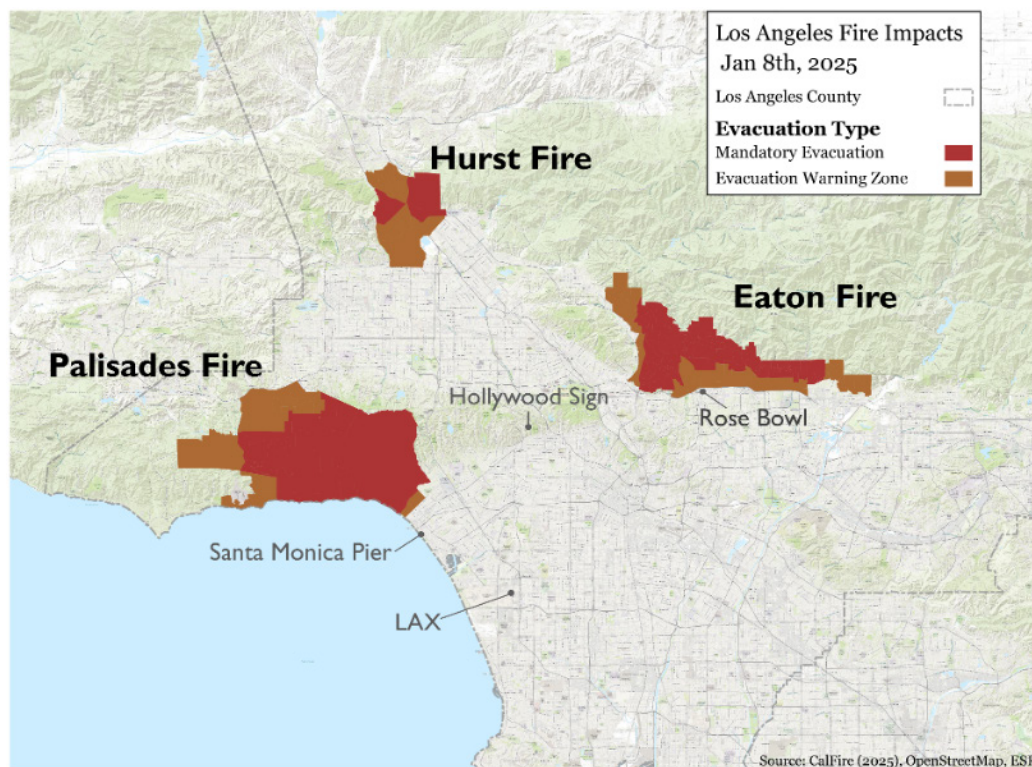 Los Angeles Fire Impacts
Jan 8th, 2025
Los Angeles County
Evacuation Type
Mandatory Evacuation
Evacuation Warning Zone
Hurst Fire
Eaton Fire
Palisades Fire
Hollywood Sign
Rose Bowl
Santa Monica Pier
LAX
Source: CalFire (2025), OpenStreetMap, ESI